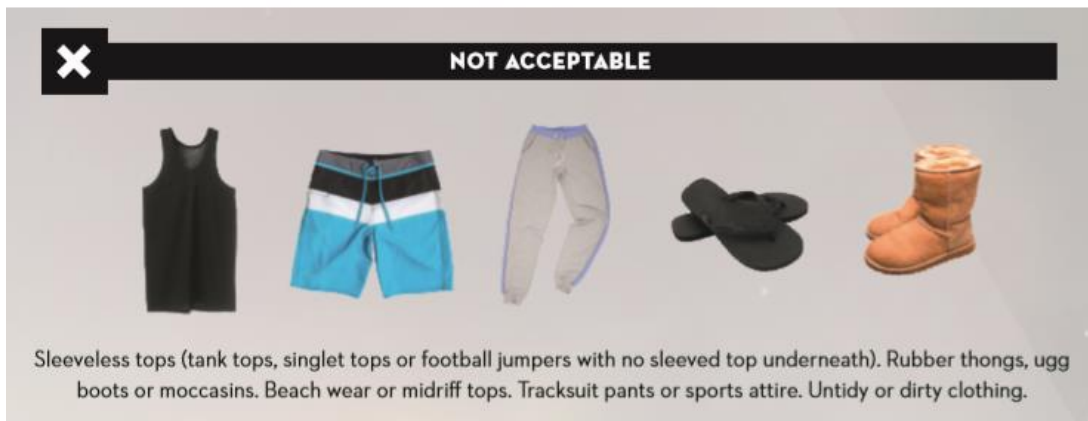 NOT ACCEPTABLE
Sleeveless tops (tank tops, singlet tops or football jumpers with no sleeved top underneath). Rubber thongs, ugg
boots or moccasins. Beach wear or midriff tops. Tracksuit pants or sports attire. Untidy or dirty clothing.